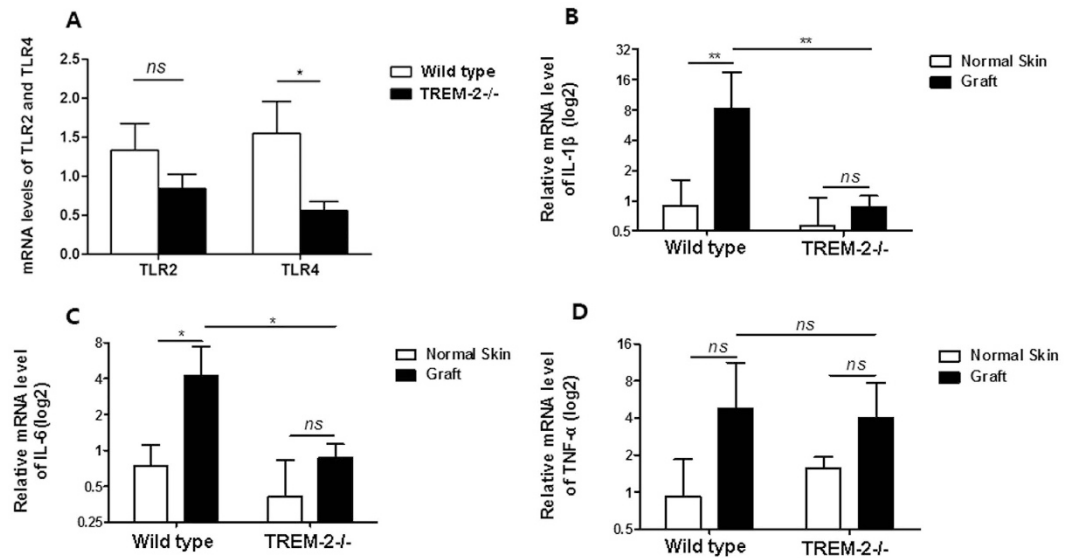 A
mRNA levels of TLR2 and TLR4
2.5
2.0
1.5
1.0
0.5
0.0
ns
*
TLR2
TLR4
Wild type
TREM-2-/-
B
Relative mRNA level
of IL-1β (log2)
32
16
8
4
2
1
0.5
**
**
ns
Wild type
TREM-2-/-
Normal Skin
Graft
C
Relative mRNA level
of IL-6(log2)
8
4
2
1
0.5
0.25
*
*
ns
Wild type
TREM-2-/-
Normal Skin
Graft
D
Relative mRNA level
of TNF-α (log2)
16
8
4
2
1
0.5
ns
ns
ns
Wild type
TREM-2-/-
Normal Skin
Graft